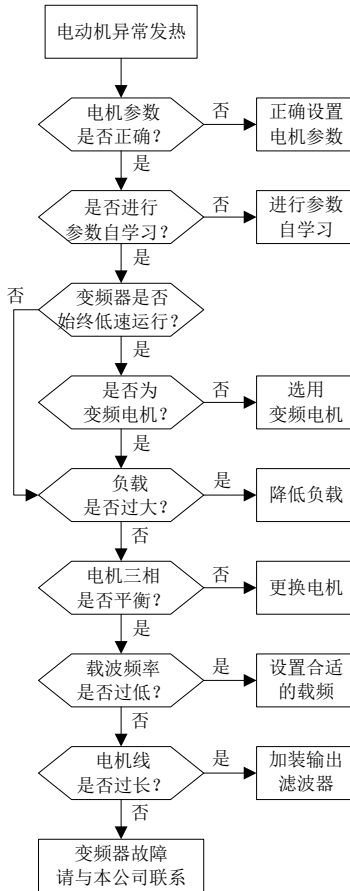 电动机异常发热
电机参数
是否正确？
否
正确设置
电机参数
是
是否进行
参数自学习？
否
进行参数
自学习
是
变频器是否
始终低速运行？
否
是
是否为
变频电机？
否
选用
变频电机
是
负载
是否过大？
是
降低负载
否
电机三相
是否平衡？
否
更换电机
是
载波频率
是否过低？
是
设置合适
的载频
否
电机线
是否过长？
是
加装输出
滤波器
否
变频器故障
请与本公司联系